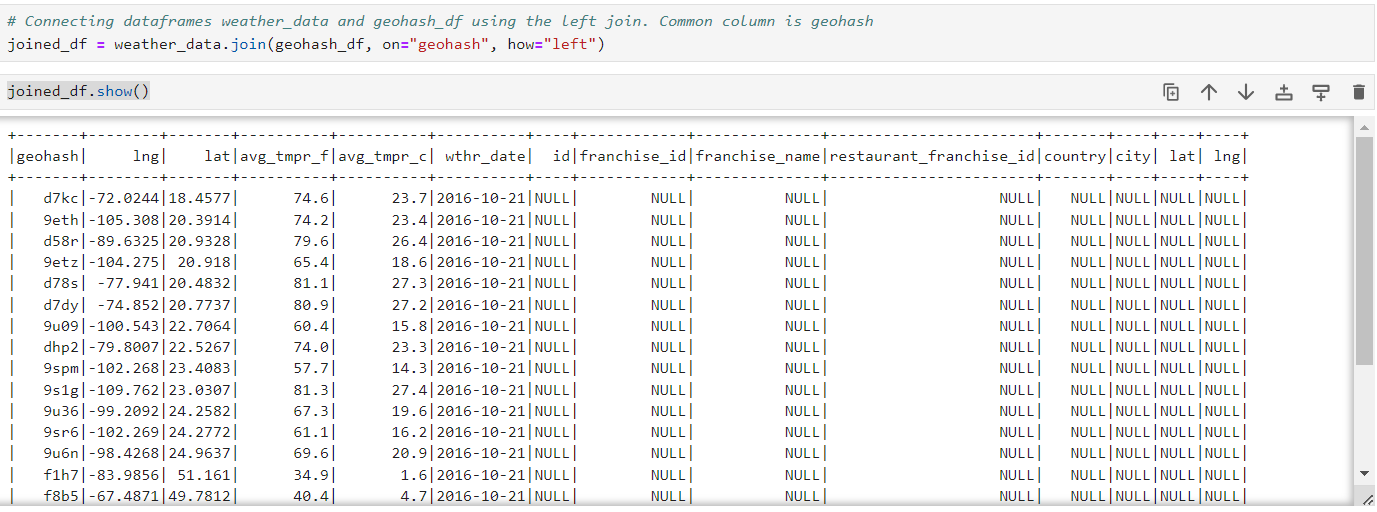 # Connecting dataframes weather_data and geohash_df using the left join. Common column is geohash
joined_df = weather_data.join(geohash_df, on="geohash", how="left")
joined_df.show()
+-------+--------+-------+----------+----------+----------+----+------------+--------------+-----------------------+-------+----+----+----+
|geohash|     lng|    lat|avg_tmpr_f|avg_tmpr_c| wthr_date|  id|franchise_id|franchise_name|restaurant_franchise_id|country|city| lat| lng|
+-------+--------+-------+----------+----------+----------+----+------------+--------------+-----------------------+-------+----+----+----+
|   d7kc|-72.0244|18.4577|      74.6|      23.7|2016-10-21|NULL|        NULL|          NULL|                   NULL|   NULL|NULL|NULL|NULL|
|   9eth|-105.308|20.3914|      74.2|      23.4|2016-10-21|NULL|        NULL|          NULL|                   NULL|   NULL|NULL|NULL|NULL|
|   d58r|-89.6325|20.9328|      79.6|      26.4|2016-10-21|NULL|        NULL|          NULL|                   NULL|   NULL|NULL|NULL|NULL|
|   9etz|-104.275| 20.918|      65.4|      18.6|2016-10-21|NULL|        NULL|          NULL|                   NULL|   NULL|NULL|NULL|NULL|
|   d78s| -77.941|20.4832|      81.1|      27.3|2016-10-21|NULL|        NULL|          NULL|                   NULL|   NULL|NULL|NULL|NULL|
|   d7dy| -74.852|20.7737|      80.9|      27.2|2016-10-21|NULL|        NULL|          NULL|                   NULL|   NULL|NULL|NULL|NULL|
|   9u09|-100.543|22.7064|      60.4|      15.8|2016-10-21|NULL|        NULL|          NULL|                   NULL|   NULL|NULL|NULL|NULL|
|   dhp2|-79.8007|22.5267|      74.0|      23.3|2016-10-21|NULL|        NULL|          NULL|                   NULL|   NULL|NULL|NULL|NULL|
|   9spm|-102.268|23.4083|      57.7|      14.3|2016-10-21|NULL|        NULL|          NULL|                   NULL|   NULL|NULL|NULL|NULL|
|   9s1g|-109.762|23.0307|      81.3|      27.4|2016-10-21|NULL|        NULL|          NULL|                   NULL|   NULL|NULL|NULL|NULL|
|   9u36|-99.2092|24.2582|      67.3|      19.6|2016-10-21|NULL|        NULL|          NULL|                   NULL|   NULL|NULL|NULL|NULL|
|   9sr6|-102.269|24.2772|      61.1|      16.2|2016-10-21|NULL|        NULL|          NULL|                   NULL|   NULL|NULL|NULL|NULL|
|   9u6n|-98.4268|24.9637|      69.6|      20.9|2016-10-21|NULL|        NULL|          NULL|                   NULL|   NULL|NULL|NULL|NULL|
|   f1h7|-83.9856| 51.161|      34.9|       1.6|2016-10-21|NULL|        NULL|          NULL|                   NULL|   NULL|NULL|NULL|NULL|
|   f8b5|-67.4871|49.7812|      40.4|       4.7|2016-10-21|NULL|        NULL|          NULL|                   NULL|   NULL|NULL|NULL|NULL|